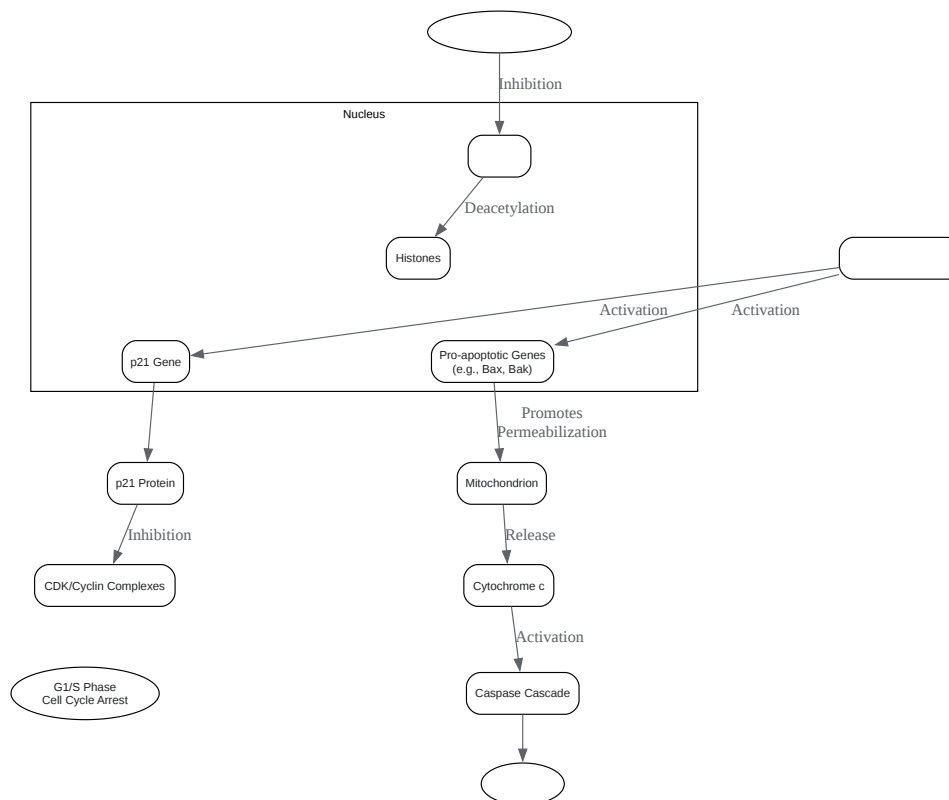 Inhibition
Nucleus
Deacetylation
Histones
Activation
Activation
p21 Gene
Pro-apoptotic Genes
(e.g., Bax, Bak)
Promotes
Permeabilization
p21 Protein
Mitochondrion
Inhibition
Release
CDK/Cyclin Complexes
Cytochrome c
Activation
G1/S Phase
Cell Cycle Arrest
Caspase Cascade